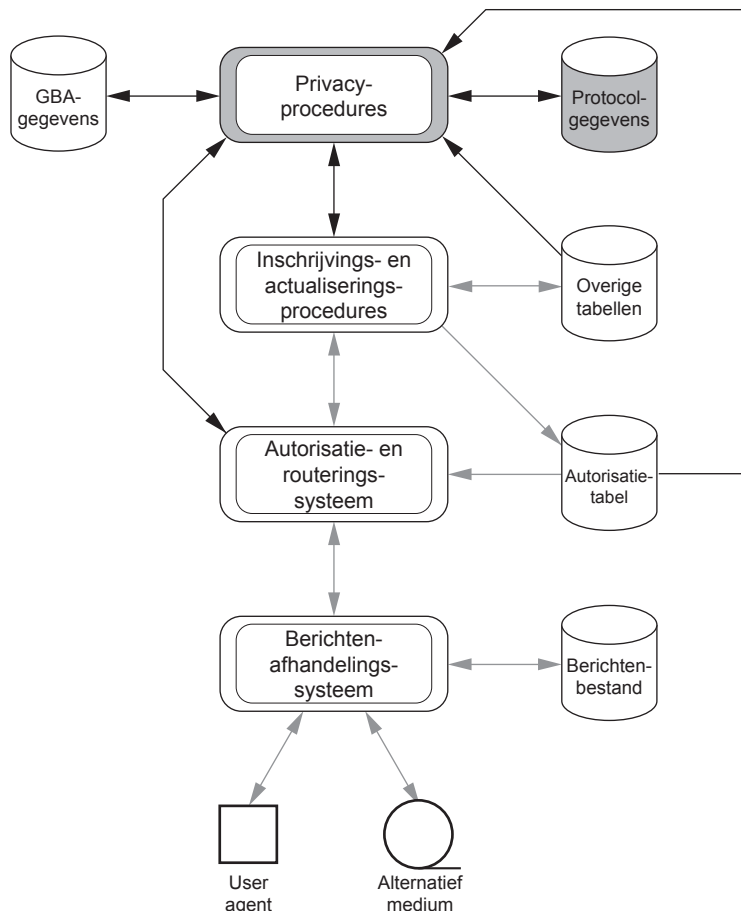 GBA-
gegevens
Privacy-
procedures
Protocol-
gegevens
Inschrijvings- en
actualiserings-
procedures
Overige
tabellen
Autorisatie- en
routerings-
systeem
Autorisatie-
tabel
Berichten-
afhandelings-
systeem
Berichten-
bestand
User
agent
Alternatief
medium